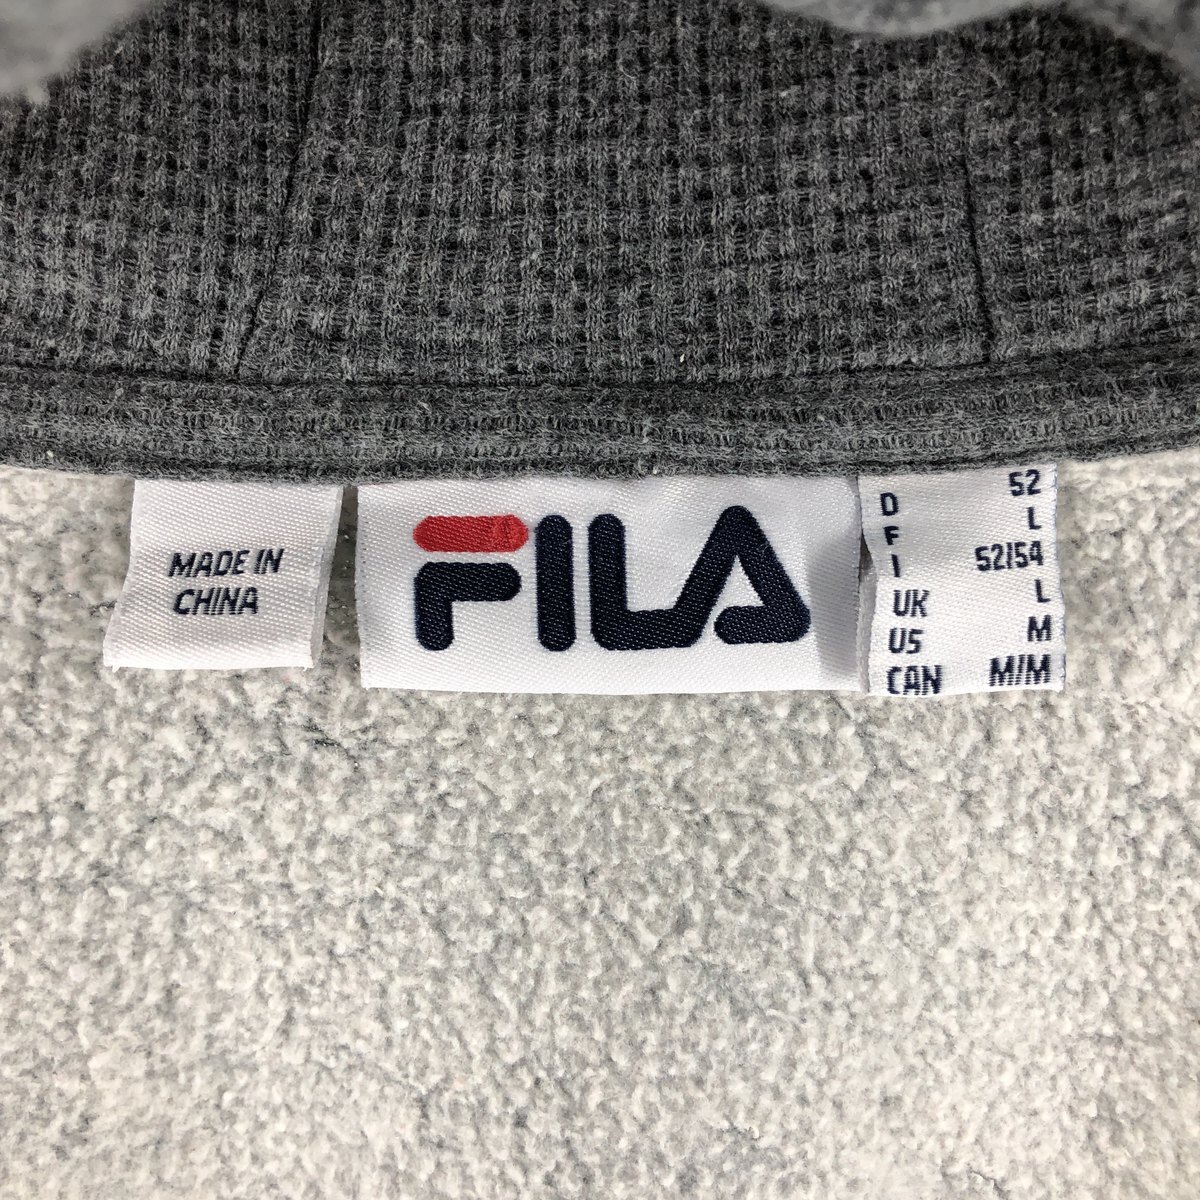 MADE IN
CHINA
FILA
D 52
F L
I 52/54
UK L
US M
CAN M/M